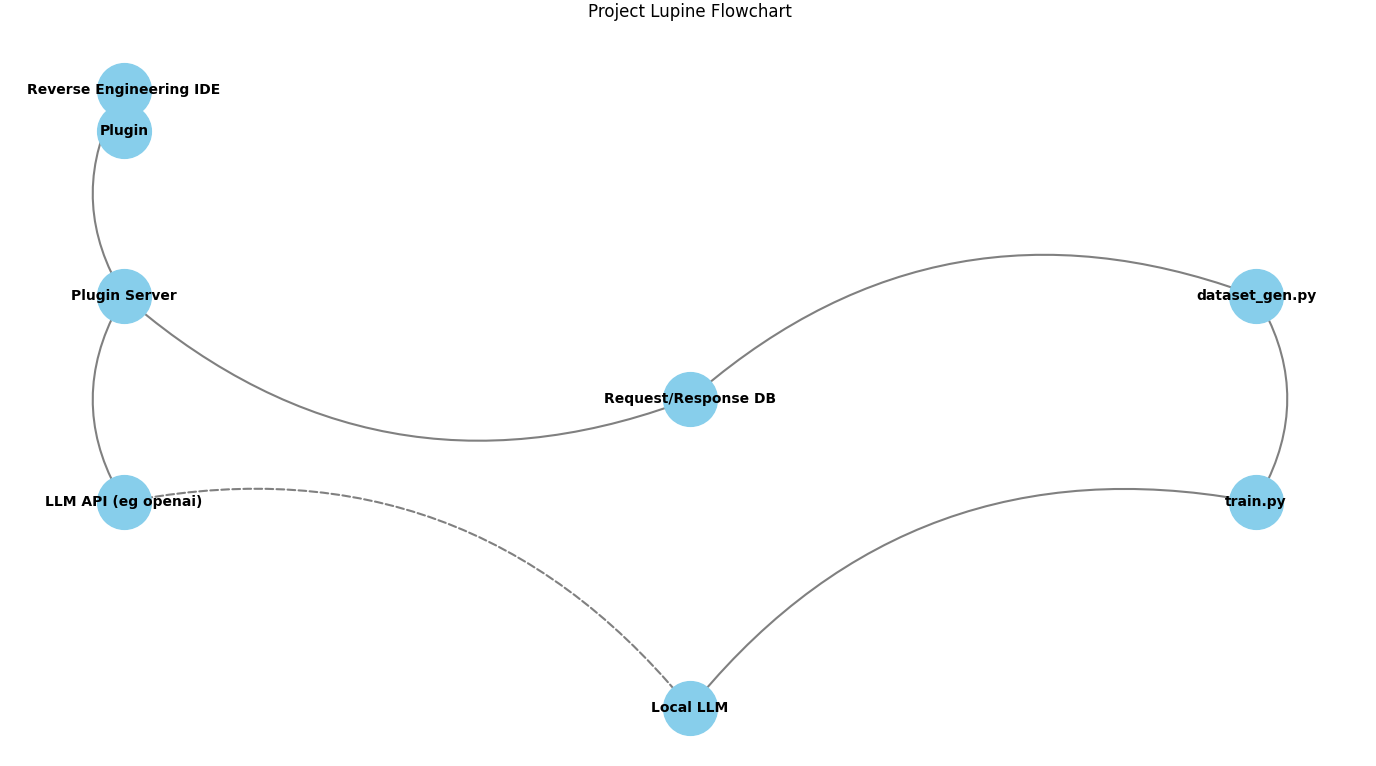 Project Lupine Flowchart
Reverse Engineering IDE
Plugin
Plugin Server
dataset_gen.py
Request/Response DB
LLM API (eg openai)
train.py
Local LLM